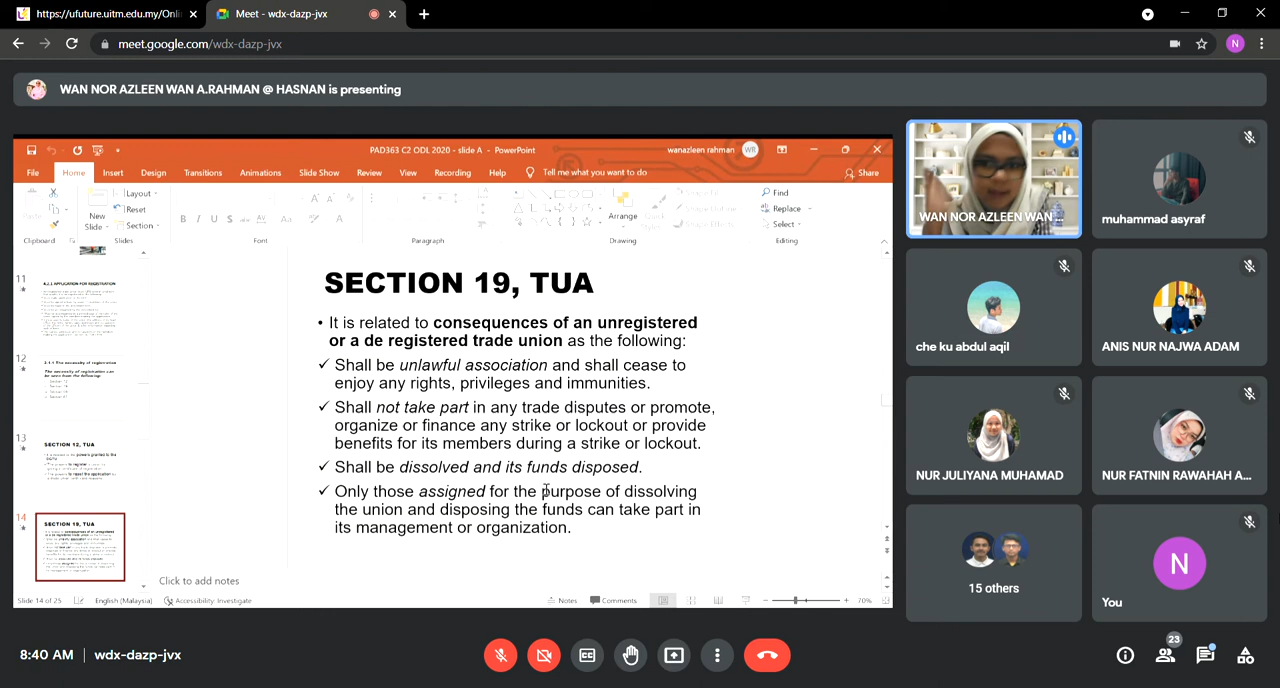 https://ufuture.uitm.edu.my/Onli
Meet - wdx-dazp-jvx
meet.google.com/wdx-dazp-jvx
N
WAN NOR AZLEEN WAN A.RAHMAN @ HASNAN is presenting
PAD363 C2 ODL 2020 - slide A - PowerPoint
wanazleen rahman
WR
File Home Insert Design Transitions Animations Slide Show Review View Recording Help Tell me what you want to do
Share
Paste
New
Slide
Layout
Reset
Section
Arrange
Shape Outline
Shape Effects
Find
Replace
Select
Clipboard
Slides
Font
Paragraph
Drawing
Editing
11
12
13
SECTION 12, TUA
14
SECTION 19, TUA
SECTION 19, TUA
• It is related to consequences of an unregistered
or a de registered trade union as the following:
✓ Shall be unlawful association and shall cease to
enjoy any rights, privileges and immunities.
✓ Shall not take part in any trade disputes or promote,
organize or finance any strike or lockout or provide
benefits for its members during a strike or lockout.
✓ Shall be dissolved and its funds disposed.
✓ Only those assigned for the purpose of dissolving
the union and disposing the funds can take part in
its management or organization.
Click to add notes
Slide 14 of 25
English (Malaysia)
Accessibility: Investigate
Notes
Comments
70%
WAN NOR AZLEEN WAN ...
muhammad asyraf
che ku abdul aqil
ANIS NUR NAJWA ADAM
NUR JULIYANA MUHAMAD
NUR FATNIN RAWAHAH A...
15 others
N
You
8:40 AM | wdx-dazp-jvx
23